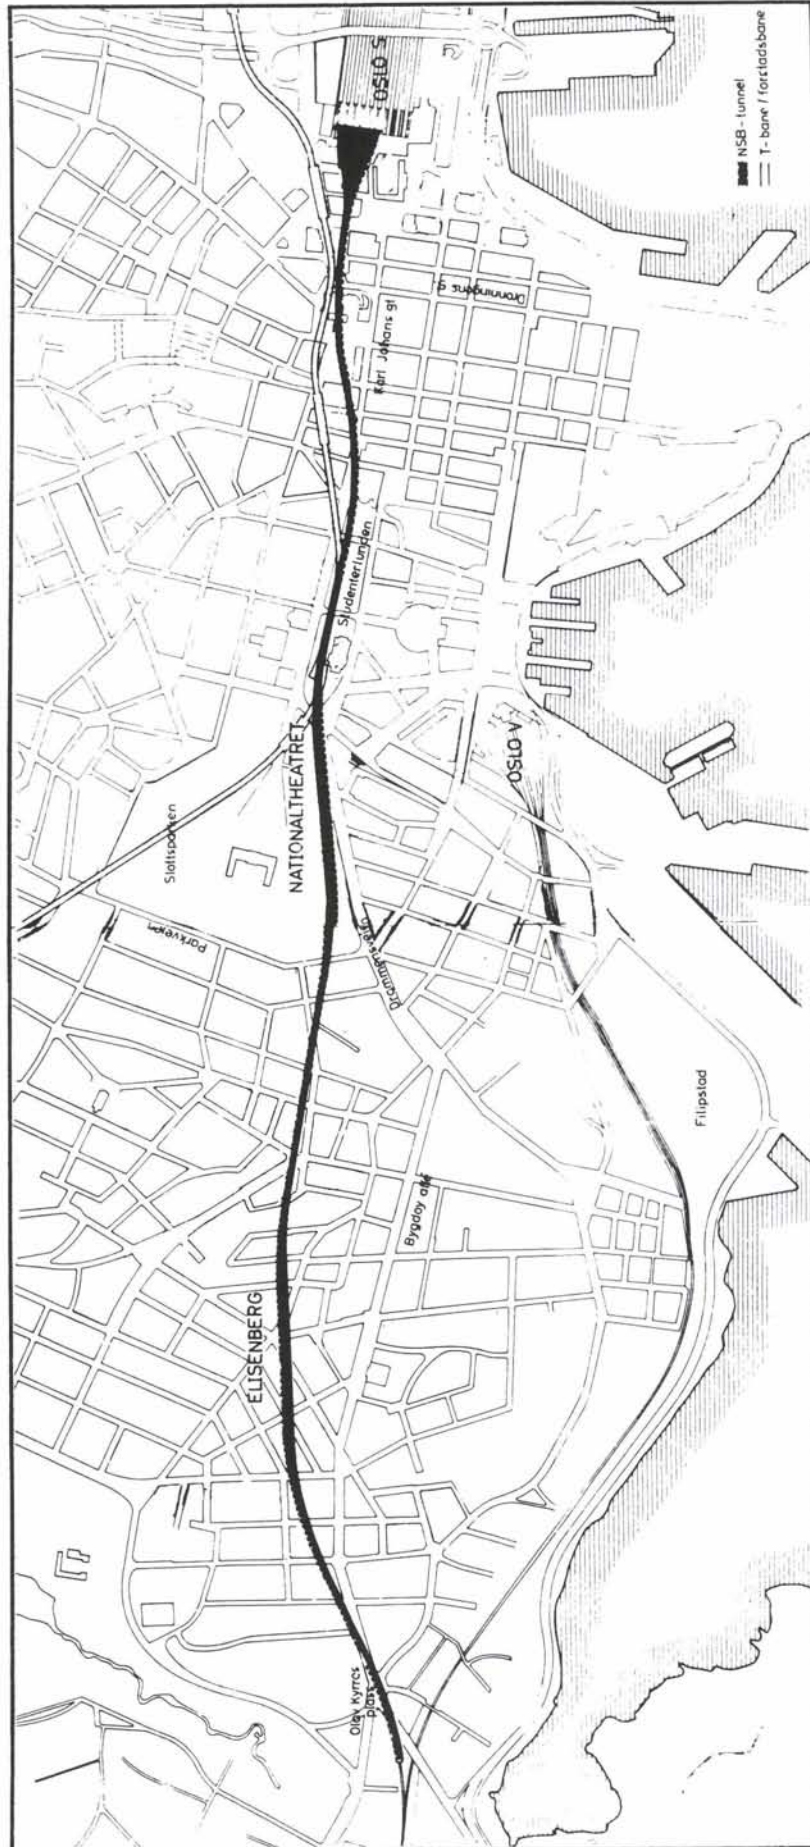 OSLO S
NSB-tunnel
T-bane / forstadsbane
Dronningens g.
Karl Johans gt
Studenterlunden
NATIONALTHEATRET
OSLO V
Slottsparken
Parkveien
Drammensveien
Filipstad
Bygdøy allé
ELISENBERG
Olav Kyrres
plass